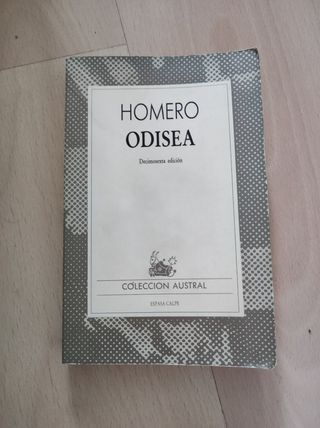 HOMERO
ODISEA
Decimosexta edición
COLECCION AUSTRAL
ESPASA CALPE